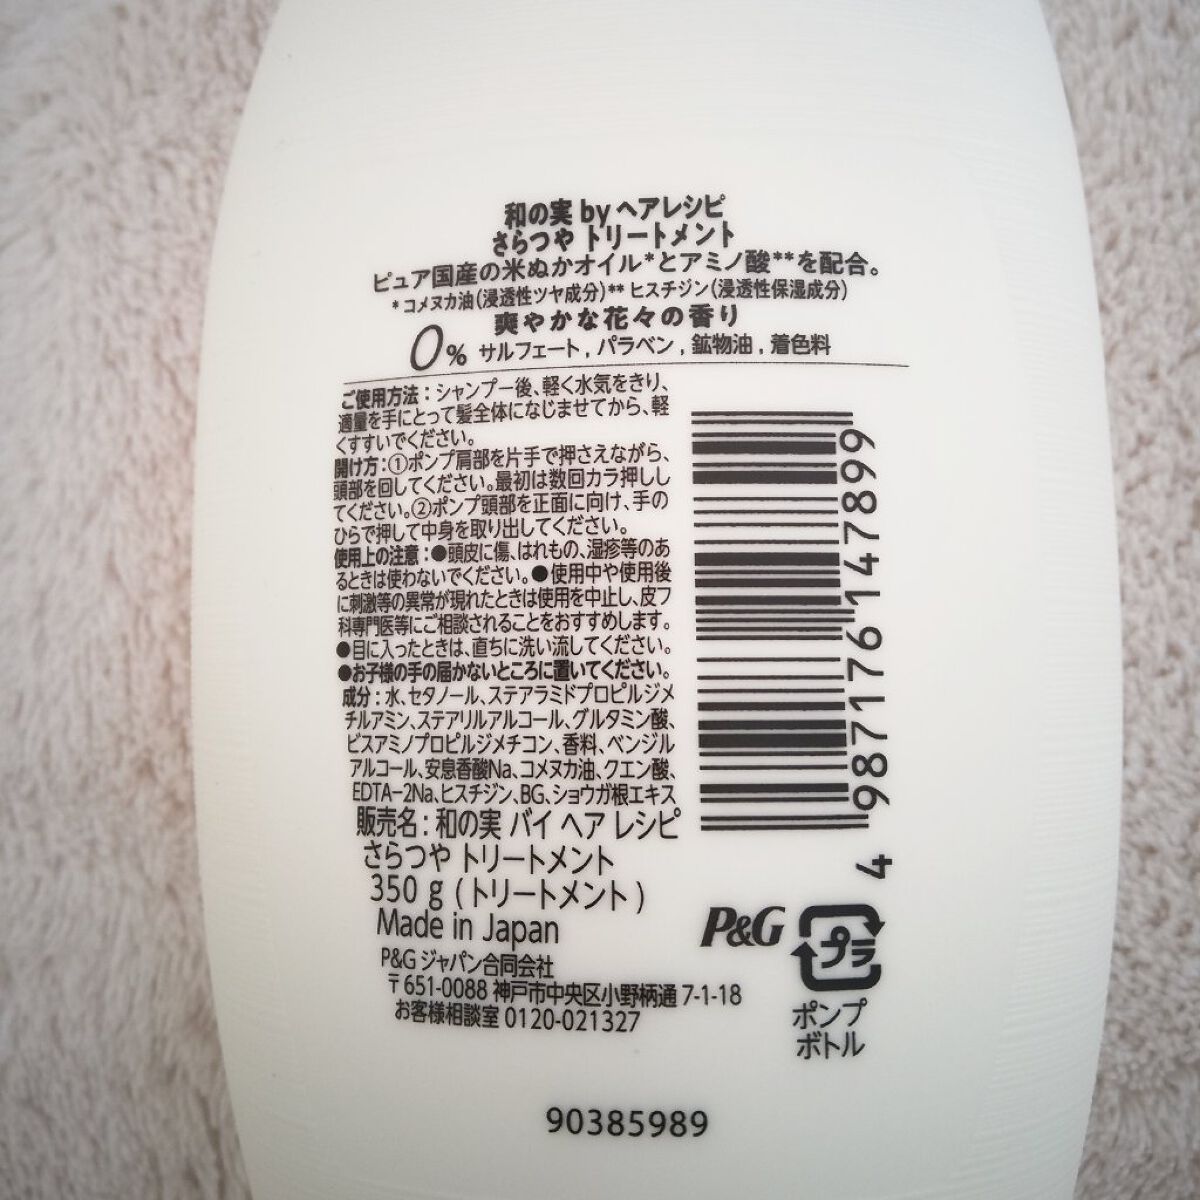 和の実 by ヘアレシピ
さらつや トリートメント
ピュア国産の米ぬかオイル*とアミノ酸**を配合。
*コメヌカ油(浸透性ツヤ成分)** ヒスチジン(浸透性保湿成分)
爽やかな花々の香り
0% サルフェート, パラベン, 鉱物油, 着色料
ご使用方法:シャンプー後、軽く水気をきり、
適量を手にとって髪全体になじませてから、軽
くすすいでください。
開け方:①ポンプ肩部を片手で押さえながら、
頭部を回してください。最初は数回カラ押しし
てください。②ポンプ頭部を正面に向け、手の
ひらで押して中身を取り出してください。
使用上の注意:●頭皮に傷、はれもの、湿疹等のあ
るときは使わないでください。●使用中や使用後
に刺激等の異常が現れたときは使用を中止し、皮フ
科専門医等にご相談されることをおすすめします。
●目に入ったときは、直ちに洗い流してください。
●お子様の手の届かないところに置いてください。
成分:水、セタノール、ステアラミドプロピルジメ
チルアミン、ステアリルアルコール、グルタミン酸、
ビスアミノプロピルジメチコン、香料、ベンジル
アルコール、安息香酸Na、コメヌカ油、クエン酸、
EDTA-2Na、ヒスチジン、BG、ショウガ根エキス
販売名:和の実 バイ ヘア レシピ
さらつや トリートメント
350 g (トリートメント)
Made in Japan
P&G ジャパン合同会社
〒651-0088 神戸市中央区小野柄通 7-1-18
お客様相談室 0120-021327
4 987176 147899
P&G
プラ
ポンプ
ボトル
90385989